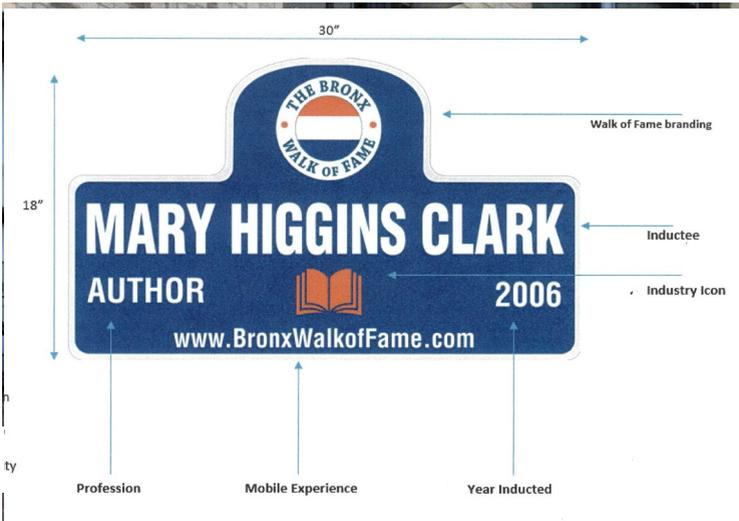 30”
THE BRONX
WALK OF FAME
Walk of Fame branding
18”
MARY HIGGINS CLARK
Inductee
AUTHOR
2006
Industry Icon
www.BronxWalkofFame.com
Profession
Mobile Experience
Year Inducted